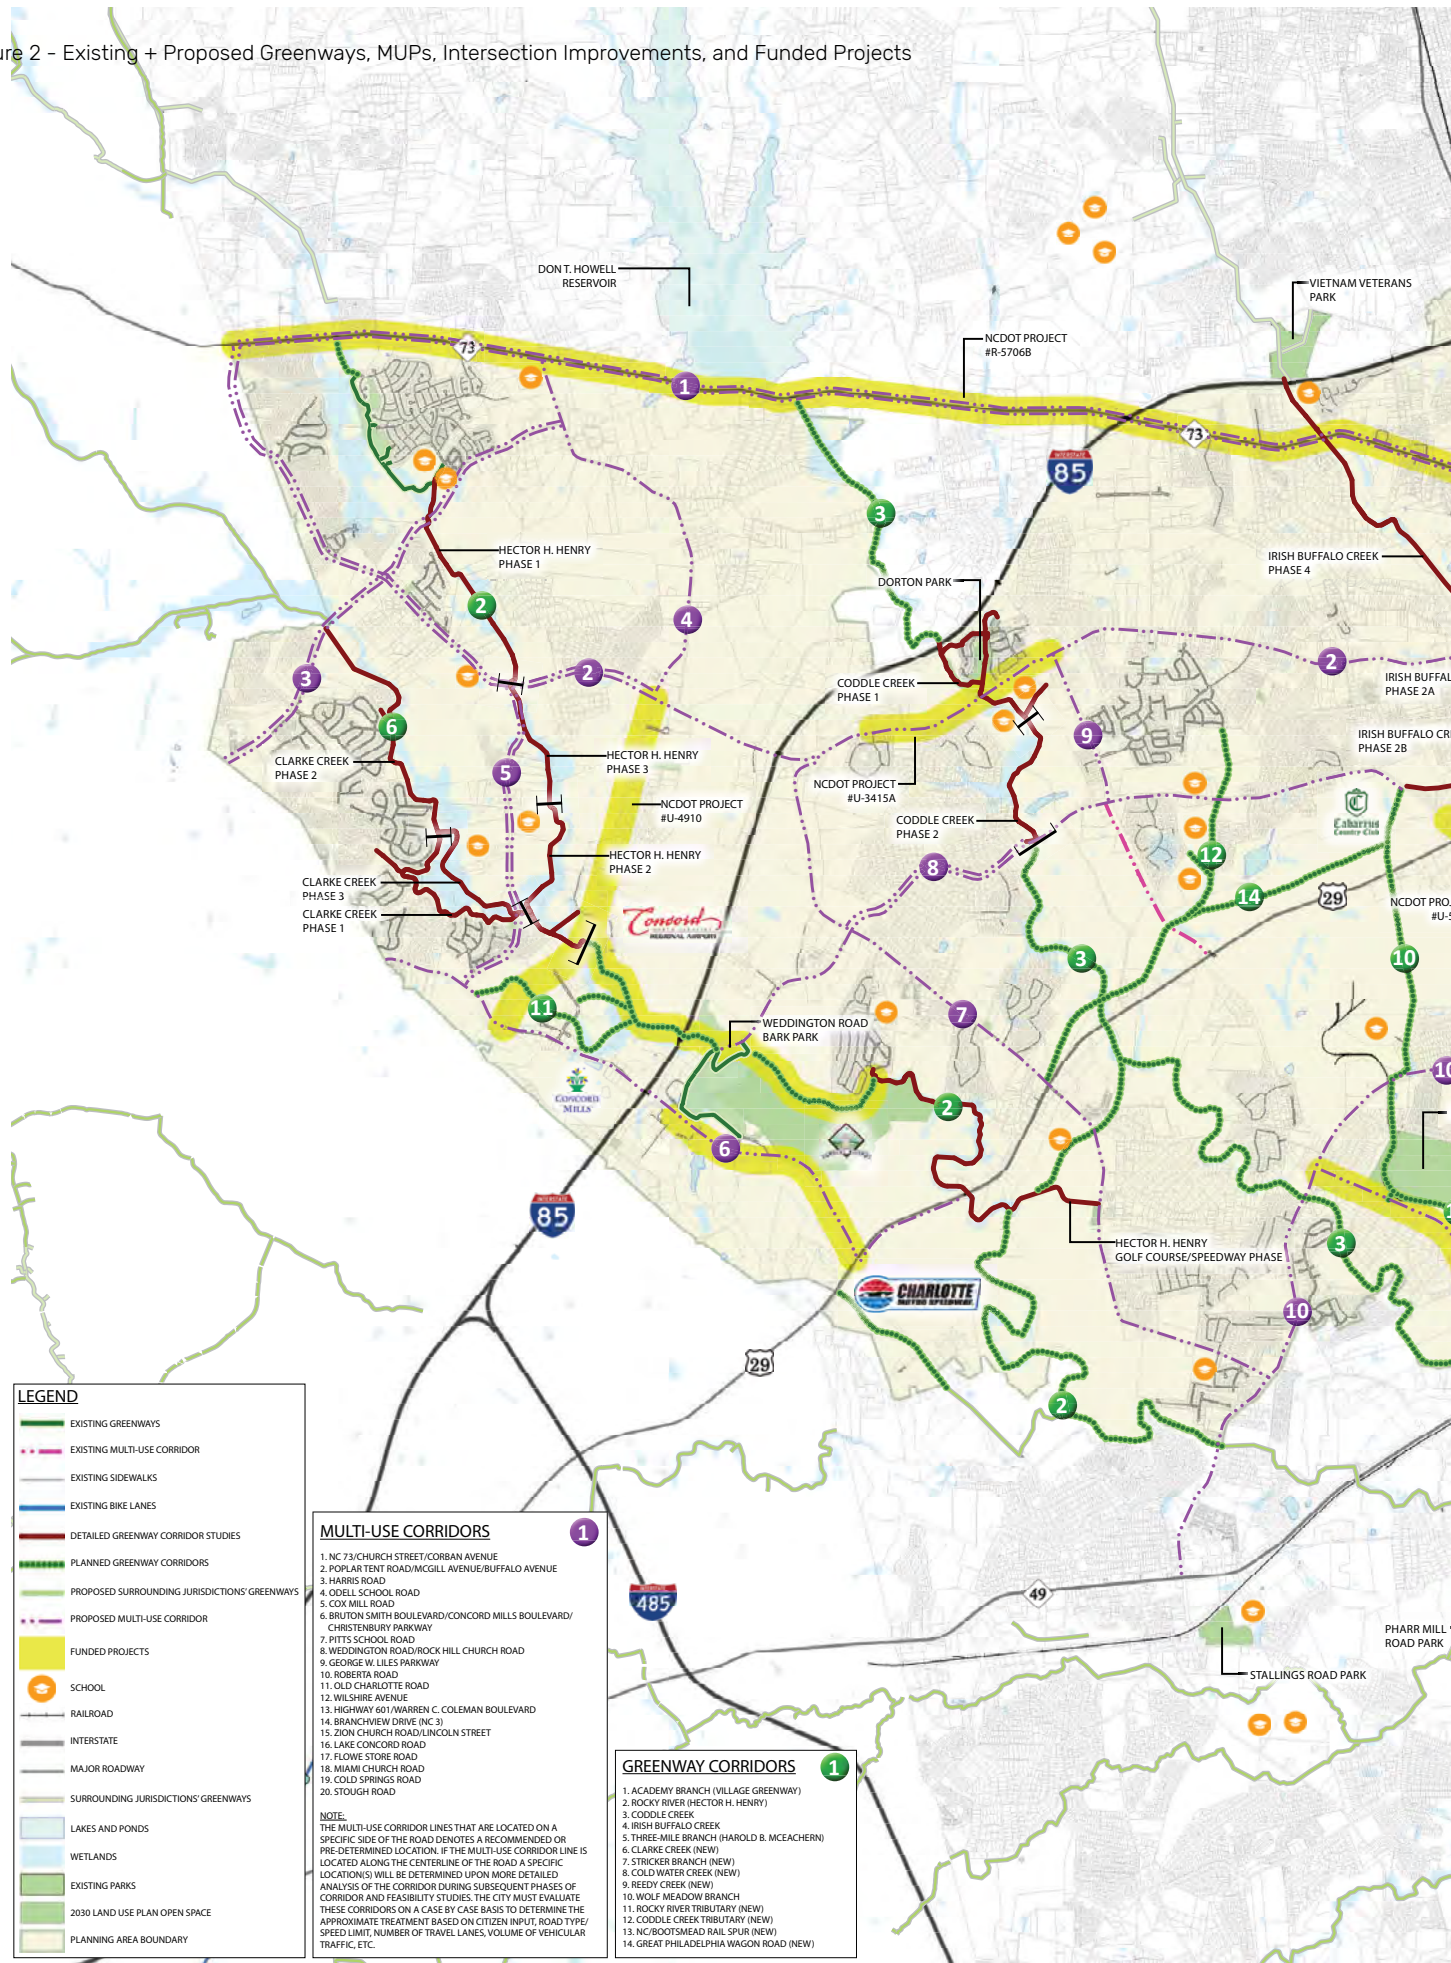 ure 2 - Existing + Proposed Greenways, MUPs, Intersection Improvements, and Funded Projects
DON T. HOWELL
RESERVOIR
VIETNAM VETERANS
PARK
NCDOT PROJECT
#R-5706B
73
1
73
INTERSTATE
85
3
IRISH BUFFALO CREEK
PHASE 4
HECTOR H. HENRY
PHASE 1
DORTON PARK
2
4
3
2
2
CODDLE CREEK
PHASE 1
IRISH BUFFAL
PHASE 2A
6
9
IRISH BUFFALO CRE
PHASE 2B
CLARKE CREEK
PHASE 2
5
HECTOR H. HENRY
PHASE 3
NCDOT PROJECT
#U-3415A
NCDOT PROJECT
#U-4910
CODDLE CREEK
PHASE 2
Cabarrus
Country Club
HECTOR H. HENRY
PHASE 2
8
12
CLARKE CREEK
PHASE 3
CLARKE CREEK
PHASE 1
14
29
NCDOT PROJ
#U-5
Concord
REGIONAL AIRPORT
3
10
11
7
WEDDINGTON ROAD
BARK PARK
10
CONCORD
MILLS
2
6
INTERSTATE
85
HECTOR H. HENRY
GOLF COURSE/SPEEDWAY PHASE
3
CHARLOTTE
MOTOR SPEEDWAY
10
29
2
LEGEND
EXISTING GREENWAYS
EXISTING MULTI-USE CORRIDOR
EXISTING SIDEWALKS
EXISTING BIKE LANES
DETAILED GREENWAY CORRIDOR STUDIES
PLANNED GREENWAY CORRIDORS
PROPOSED SURROUNDING JURISDICTIONS' GREENWAYS
PROPOSED MULTI-USE CORRIDOR
FUNDED PROJECTS
SCHOOL
RAILROAD
INTERSTATE
MAJOR ROADWAY
SURROUNDING JURISDICTIONS' GREENWAYS
LAKES AND PONDS
WETLANDS
EXISTING PARKS
2030 LAND USE PLAN OPEN SPACE
PLANNING AREA BOUNDARY
MULTI-USE CORRIDORS 1
1. NC 73/CHURCH STREET/CORBAN AVENUE
2. POPLAR TENT ROAD/MCGILL AVENUE/BUFFALO AVENUE
3. HARRIS ROAD
4. ODELL SCHOOL ROAD
5. COX MILL ROAD
6. BRUTON SMITH BOULEVARD/CONCORD MILLS BOULEVARD/
CHRISTENBURY PARKWAY
7. PITTS SCHOOL ROAD
8. WEDDINGTON ROAD/ROCK HILL CHURCH ROAD
9. GEORGE W. LILES PARKWAY
10. ROBERTA ROAD
11. OLD CHARLOTTE ROAD
12. WILSHIRE AVENUE
13. HIGHWAY 601/WARREN C. COLEMAN BOULEVARD
14. BRANCHVIEW DRIVE (NC 3)
15. ZION CHURCH ROAD/LINCOLN STREET
16. LAKE CONCORD ROAD
17. FLOWE STORE ROAD
18. MIAMI CHURCH ROAD
19. COLD SPRINGS ROAD
20. STOUGH ROAD
NOTE:
THE MULTI-USE CORRIDOR LINES THAT ARE LOCATED ON A
SPECIFIC SIDE OF THE ROAD DENOTES A RECOMMENDED OR
PRE-DETERMINED LOCATION. IF THE MULTI-USE CORRIDOR LINE IS
LOCATED ALONG THE CENTERLINE OF THE ROAD A SPECIFIC
LOCATION(S) WILL BE DETERMINED UPON MORE DETAILED
ANALYSIS OF THE CORRIDOR DURING SUBSEQUENT PHASES OF
CORRIDOR AND FEASIBILITY STUDIES. THE CITY MUST EVALUATE
THESE CORRIDORS ON A CASE BY CASE BASIS TO DETERMINE THE
APPROXIMATE TREATMENT BASED ON CITIZEN INPUT, ROAD TYPE/
SPEED LIMIT, NUMBER OF TRAVEL LANES, VOLUME OF VEHICULAR
TRAFFIC, ETC.
INTERSTATE
485
49
PHARR MILL
ROAD PARK
STALLINGS ROAD PARK
GREENWAY CORRIDORS 1
1. ACADEMY BRANCH (VILLAGE GREENWAY)
2. ROCKY RIVER (HECTOR H. HENRY)
3. CODDLE CREEK
4. IRISH BUFFALO CREEK
5. THREE-MILE BRANCH (HAROLD B. MCEACHERN)
6. CLARKE CREEK (NEW)
7. STRICKER BRANCH (NEW)
8. COLD WATER CREEK (NEW)
9. REEDY CREEK (NEW)
10. WOLF MEADOW BRANCH
11. ROCKY RIVER TRIBUTARY (NEW)
12. CODDLE CREEK TRIBUTARY (NEW)
13. NC/BOOTSMEAD RAIL SPUR (NEW)
14. GREAT PHILADELPHIA WAGON ROAD (NEW)